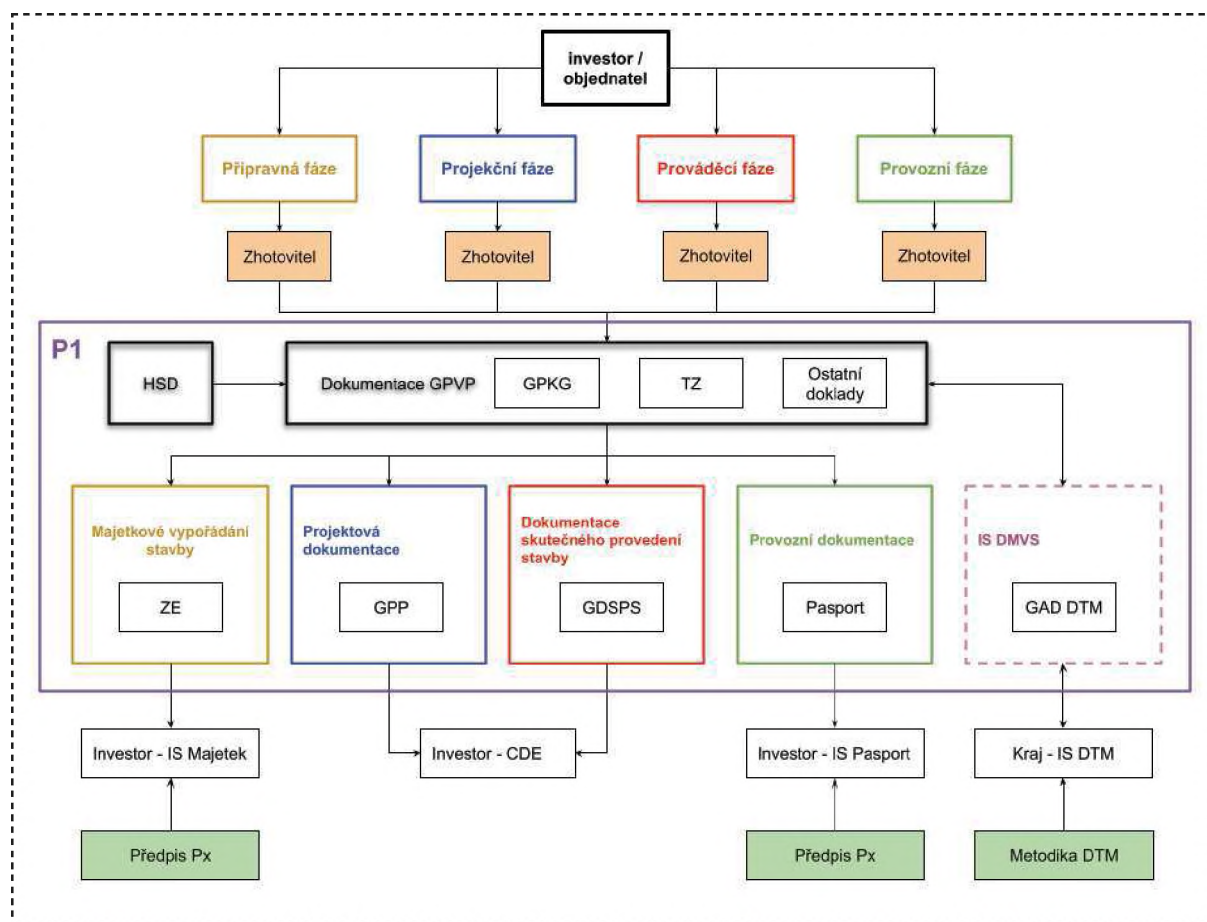 investor /
objednatel
Přípravná fáze
Projekční fáze
Prováděcí fáze
Provozní fáze
Zhotovitel
Zhotovitel
Zhotovitel
Zhotovitel
P1
HSD
Dokumentace GPVP
GPKG
TZ
Ostatní
doklady
Majetkové vypořádání
stavby
ZE
Projektová
dokumentace
GPP
Dokumentace
skutečného provedení
stavby
GDSPS
Provozní dokumentace
Pasport
IS DMVS
GAD DTM
Investor - IS Majetek
Investor - CDE
Investor - IS Pasport
Kraj - IS DTM
Předpis Px
Předpis Px
Metodika DTM